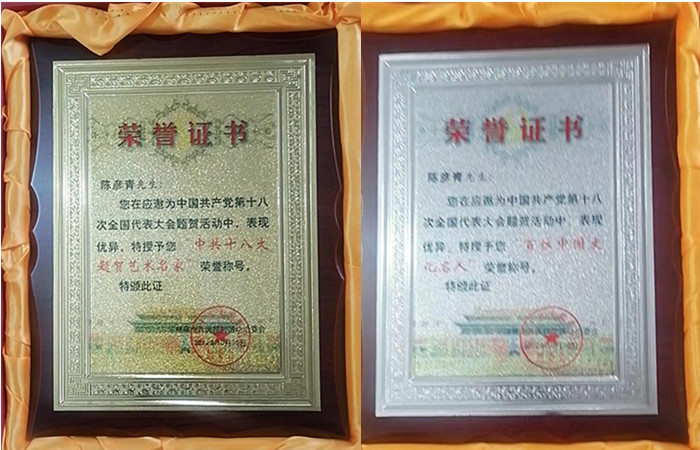 荣誉证书
陈彦青先生：
您在应邀为中国共产党第十八
次全国代表大会题贺活动中，表现
优异，特授予您“中共十八大
题贺艺术名家”荣誉称号。
特颁此证
荣誉证书
陈彦青先生：
您在应邀为中国共产党第十八
次全国代表大会题贺活动中，表现
优异，特授予您“百位中国文
化名人”荣誉称号。
特颁此证